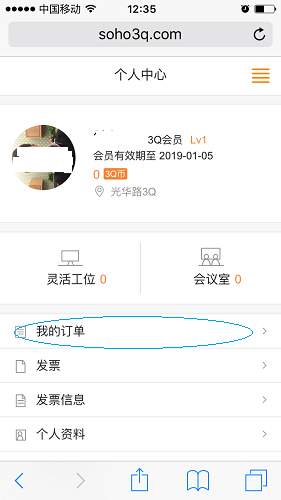 中国移动 12:35
soho3q.com
个人中心
3Q会员 Lv1
会员有效期至 2019-01-05
0 3Q币
光华路3Q
灵活工位 0 会议室 0
我的订单
发票
发票信息
个人资料